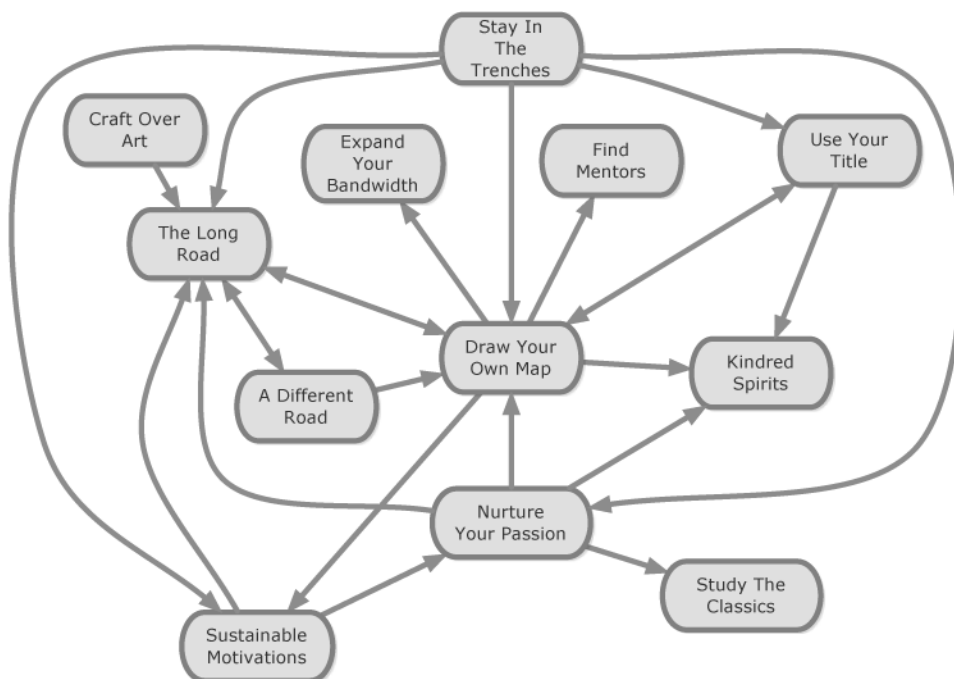 Stay In
The
Trenches
Craft Over
Art
Expand
Your
Bandwidth
Find
Mentors
Use Your
Title
The Long
Road
Draw Your
Own Map
Kindred
Spirits
A Different
Road
Nurture
Your Passion
Study The
Classics
Sustainable
Motivations